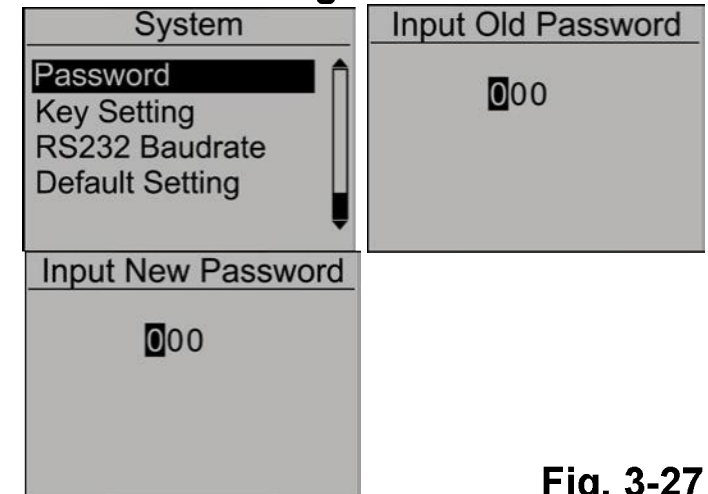 System
Password
Key Setting
RS232 Baudrate
Default Setting
Input Old Password
000
Input New Password
000
Fig. 3-27